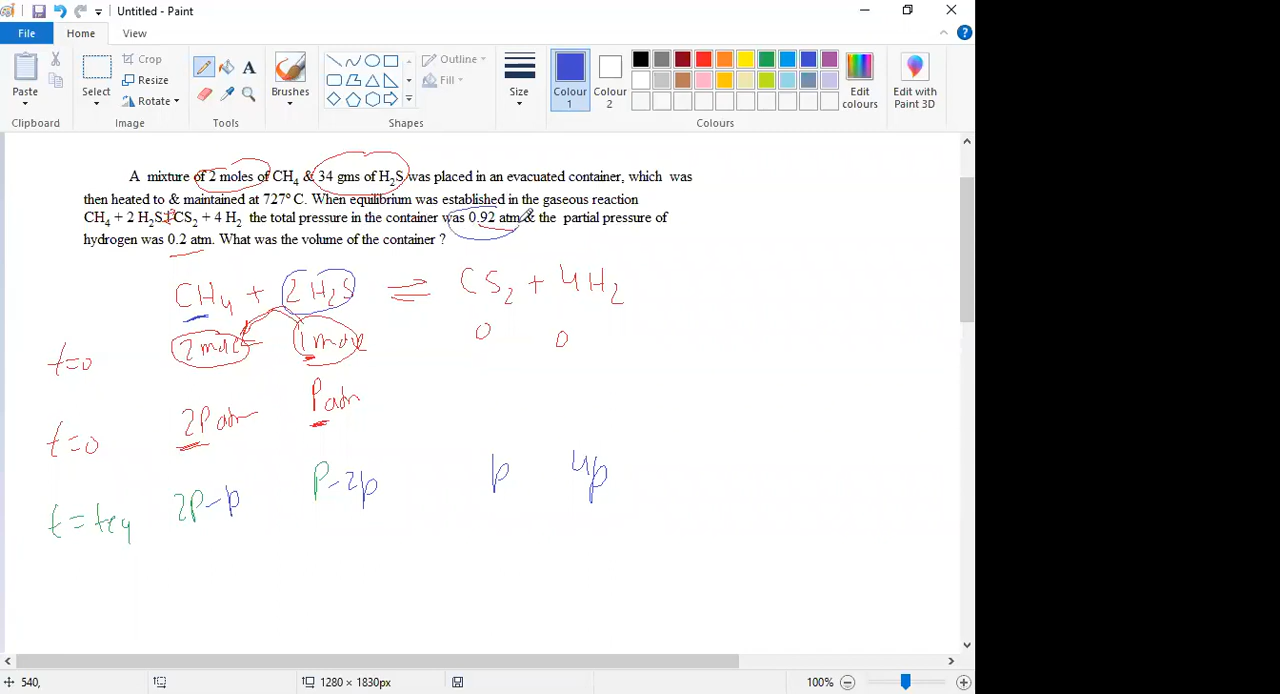 Untitled - Paint
File Home View
Paste
Clipboard
Select
Crop
Resize
Rotate
Image
A
Tools
Brushes
Outline
Fill
Shapes
Size
Colour 1
Colour 2
Colours
Edit colours
Edit with Paint 3D
A mixture of 2 moles of CH4 & 34 gms of H2S was placed in an evacuated container, which was
then heated to & maintained at 727° C. When equilibrium was established in the gaseous reaction
CH4 + 2 H2S ⇌ CS2 + 4 H2 the total pressure in the container was 0.92 atm & the partial pressure of
hydrogen was 0.2 atm. What was the volume of the container ?
CH4 + 2H2S ⇌ CS2 + 4H2
t=0 2 mole 1 mole 0 0
t=0 2P atm P atm
t=teq 2P-p P-2p p 4p
540,
1280 × 1830px
100%